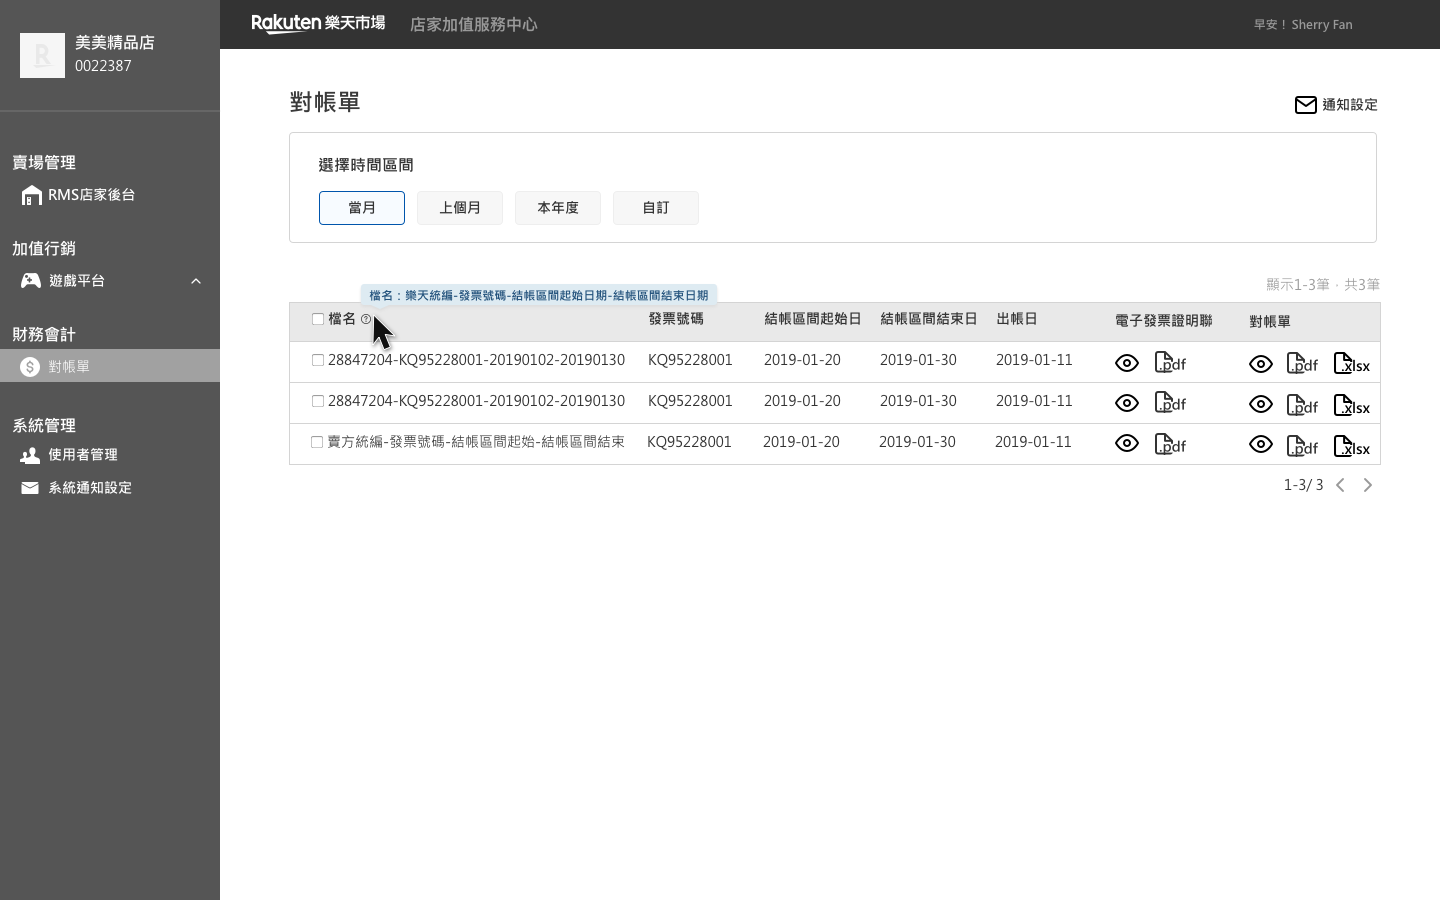 Rakuten 樂天市場 店家加值服務中心
早安！Sherry Fan
R
美美精品店
0022387
賣場管理
RMS店家後台
加值行銷
遊戲平台
財務會計
對帳單
系統管理
使用者管理
系統通知設定
對帳單
通知設定
選擇時間區間
當月 上個月 本年度 自訂
顯示1-3筆 · 共3筆
檔名：樂天統編-發票號碼-結帳區間起始日期-結帳區間結束日期
檔名 發票號碼 結帳區間起始日 結帳區間結束日 出帳日 電子發票證明聯 對帳單
28847204-KQ95228001-20190102-20190130 KQ95228001 2019-01-20 2019-01-30 2019-01-11 .pdf .pdf .xlsx
28847204-KQ95228001-20190102-20190130 KQ95228001 2019-01-20 2019-01-30 2019-01-11 .pdf .pdf .xlsx
賣方統編-發票號碼-結帳區間起始-結帳區間結束 KQ95228001 2019-01-20 2019-01-30 2019-01-11 .pdf .pdf .xlsx
1-3/ 3